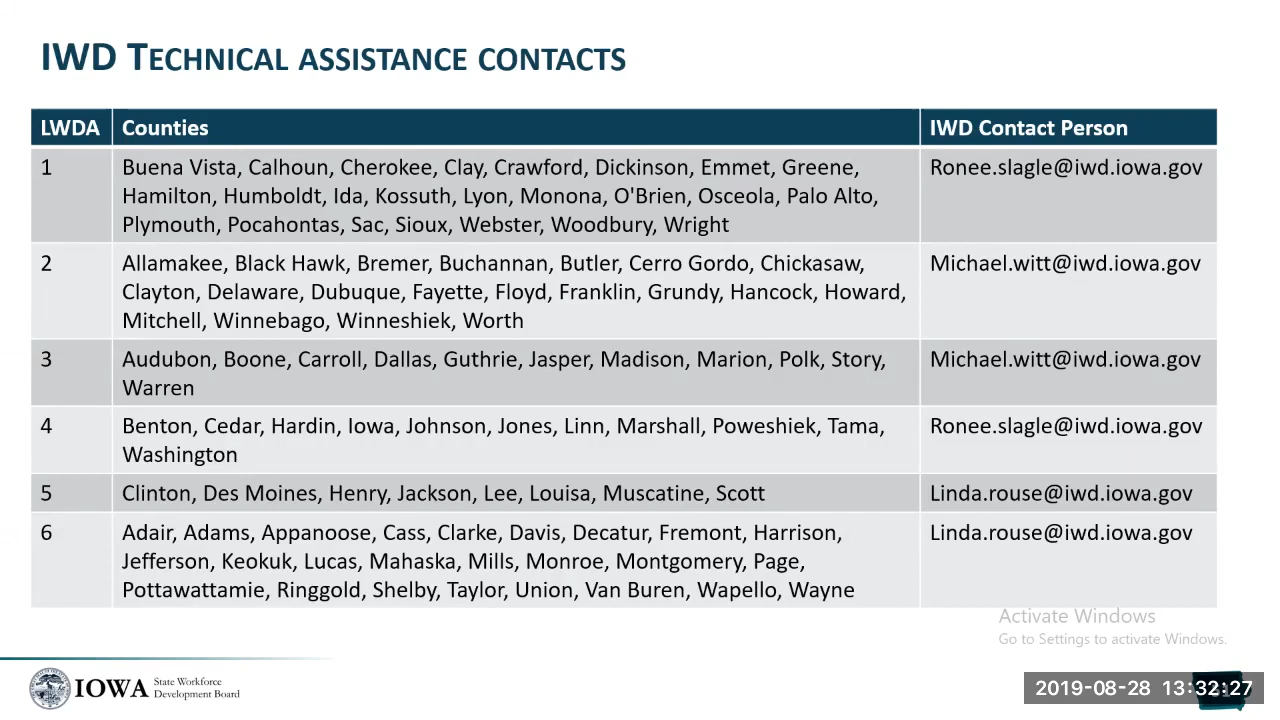 IWD TECHNICAL ASSISTANCE CONTACTS
LWDA Counties IWD Contact Person
1 Buena Vista, Calhoun, Cherokee, Clay, Crawford, Dickinson, Emmet, Greene, Ronee.slagle@iwd.iowa.gov
Hamilton, Humboldt, Ida, Kossuth, Lyon, Monona, O'Brien, Osceola, Palo Alto,
Plymouth, Pocahontas, Sac, Sioux, Webster, Woodbury, Wright
2 Allamakee, Black Hawk, Bremer, Buchannan, Butler, Cerro Gordo, Chickasaw, Michael.witt@iwd.iowa.gov
Clayton, Delaware, Dubuque, Fayette, Floyd, Franklin, Grundy, Hancock, Howard,
Mitchell, Winnebago, Winneshiek, Worth
3 Audubon, Boone, Carroll, Dallas, Guthrie, Jasper, Madison, Marion, Polk, Story, Michael.witt@iwd.iowa.gov
Warren
4 Benton, Cedar, Hardin, Iowa, Johnson, Jones, Linn, Marshall, Poweshiek, Tama, Ronee.slagle@iwd.iowa.gov
Washington
5 Clinton, Des Moines, Henry, Jackson, Lee, Louisa, Muscatine, Scott Linda.rouse@iwd.iowa.gov
6 Adair, Adams, Appanoose, Cass, Clarke, Davis, Decatur, Fremont, Harrison, Linda.rouse@iwd.iowa.gov
Jefferson, Keokuk, Lucas, Mahaska, Mills, Monroe, Montgomery, Page,
Pottawattamie, Ringgold, Shelby, Taylor, Union, Van Buren, Wapello, Wayne
Activate Windows
Go to Settings to activate Windows.
IOWA State Workforce
Development Board
2019-08-28 13:32:27